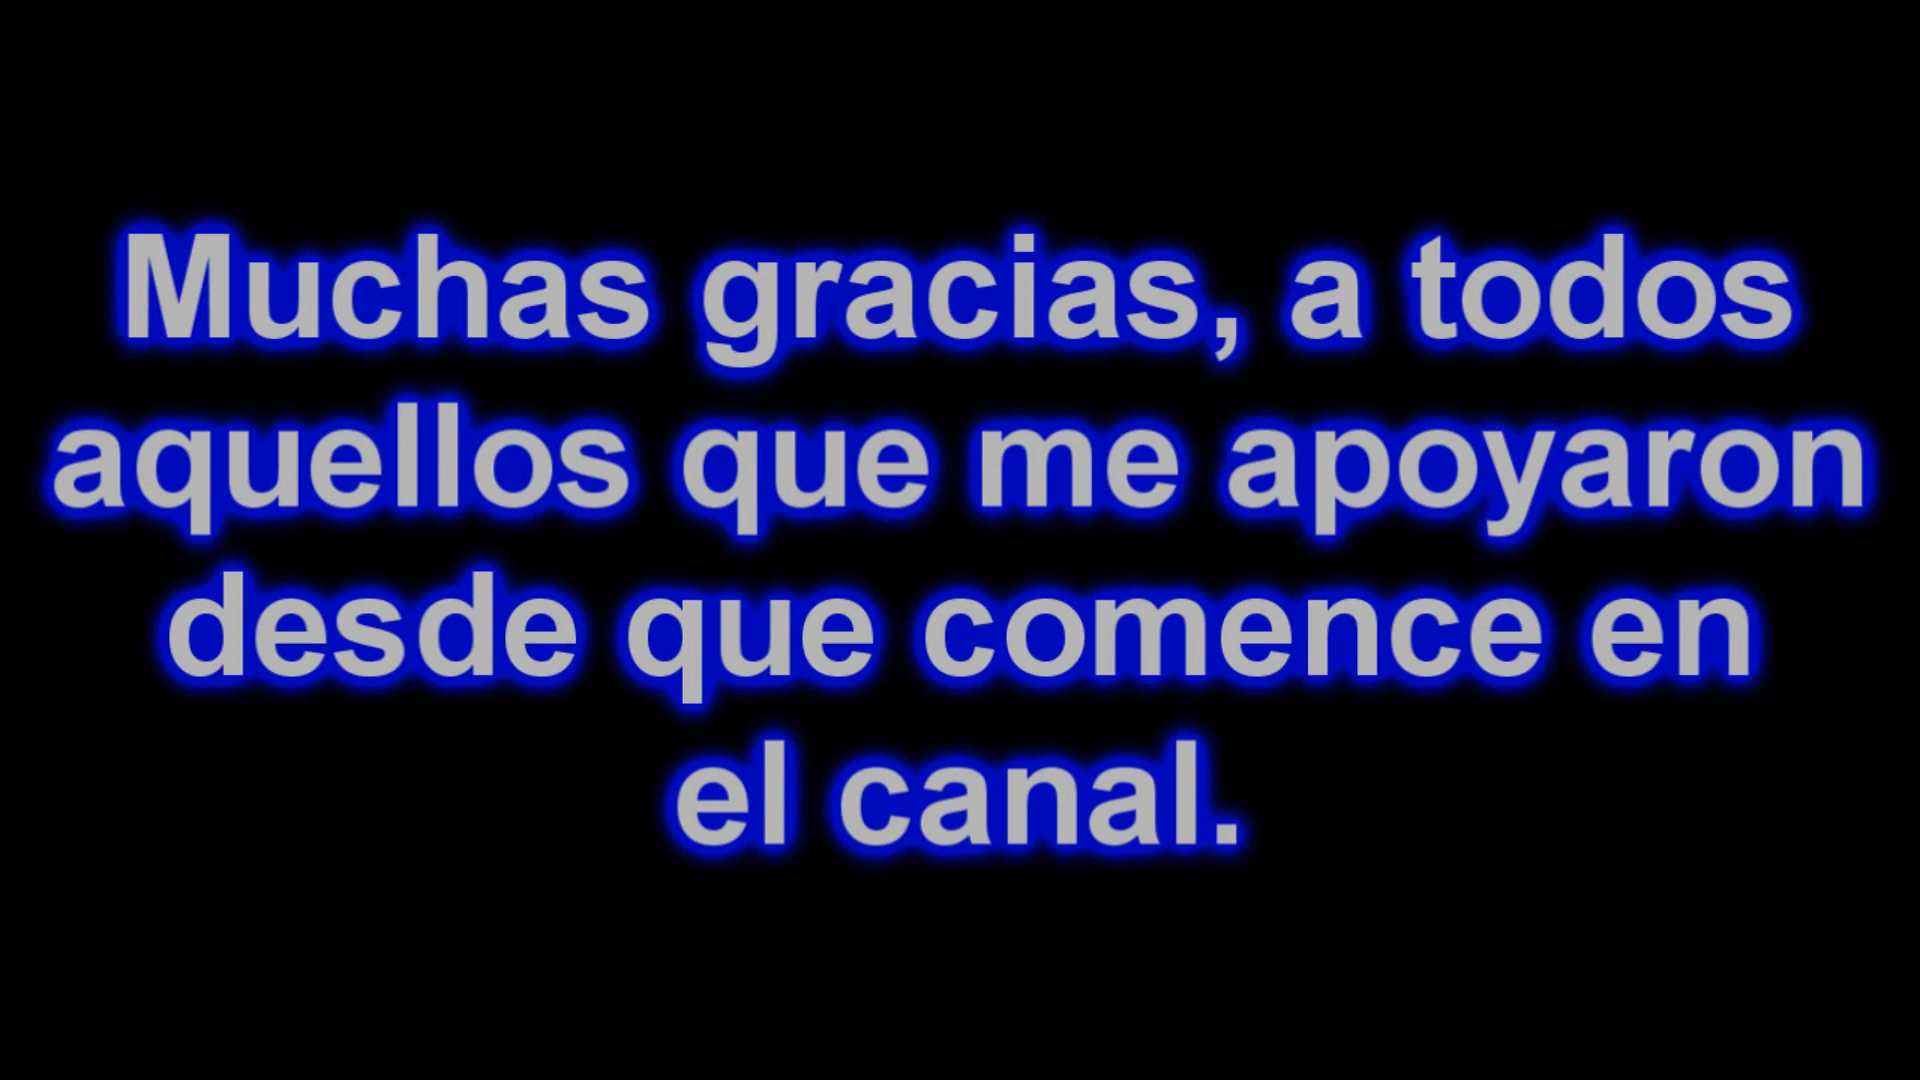 Muchas gracias, a todos
aquellos que me apoyaron
desde que comence en
el canal.